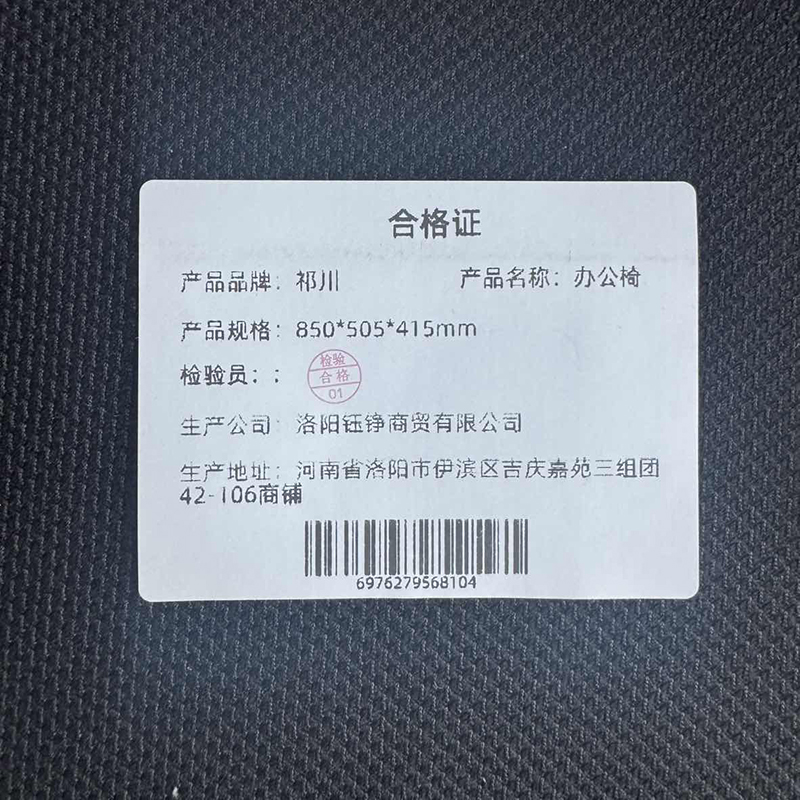 合格证
产品品牌：祁川 产品名称：办公椅
产品规格：850*505*415mm
检验员：;
检验
合格
01
生产公司：洛阳钰铮商贸有限公司
生产地址：河南省洛阳市伊滨区吉庆嘉苑三组团
42-106商铺
6976279568104